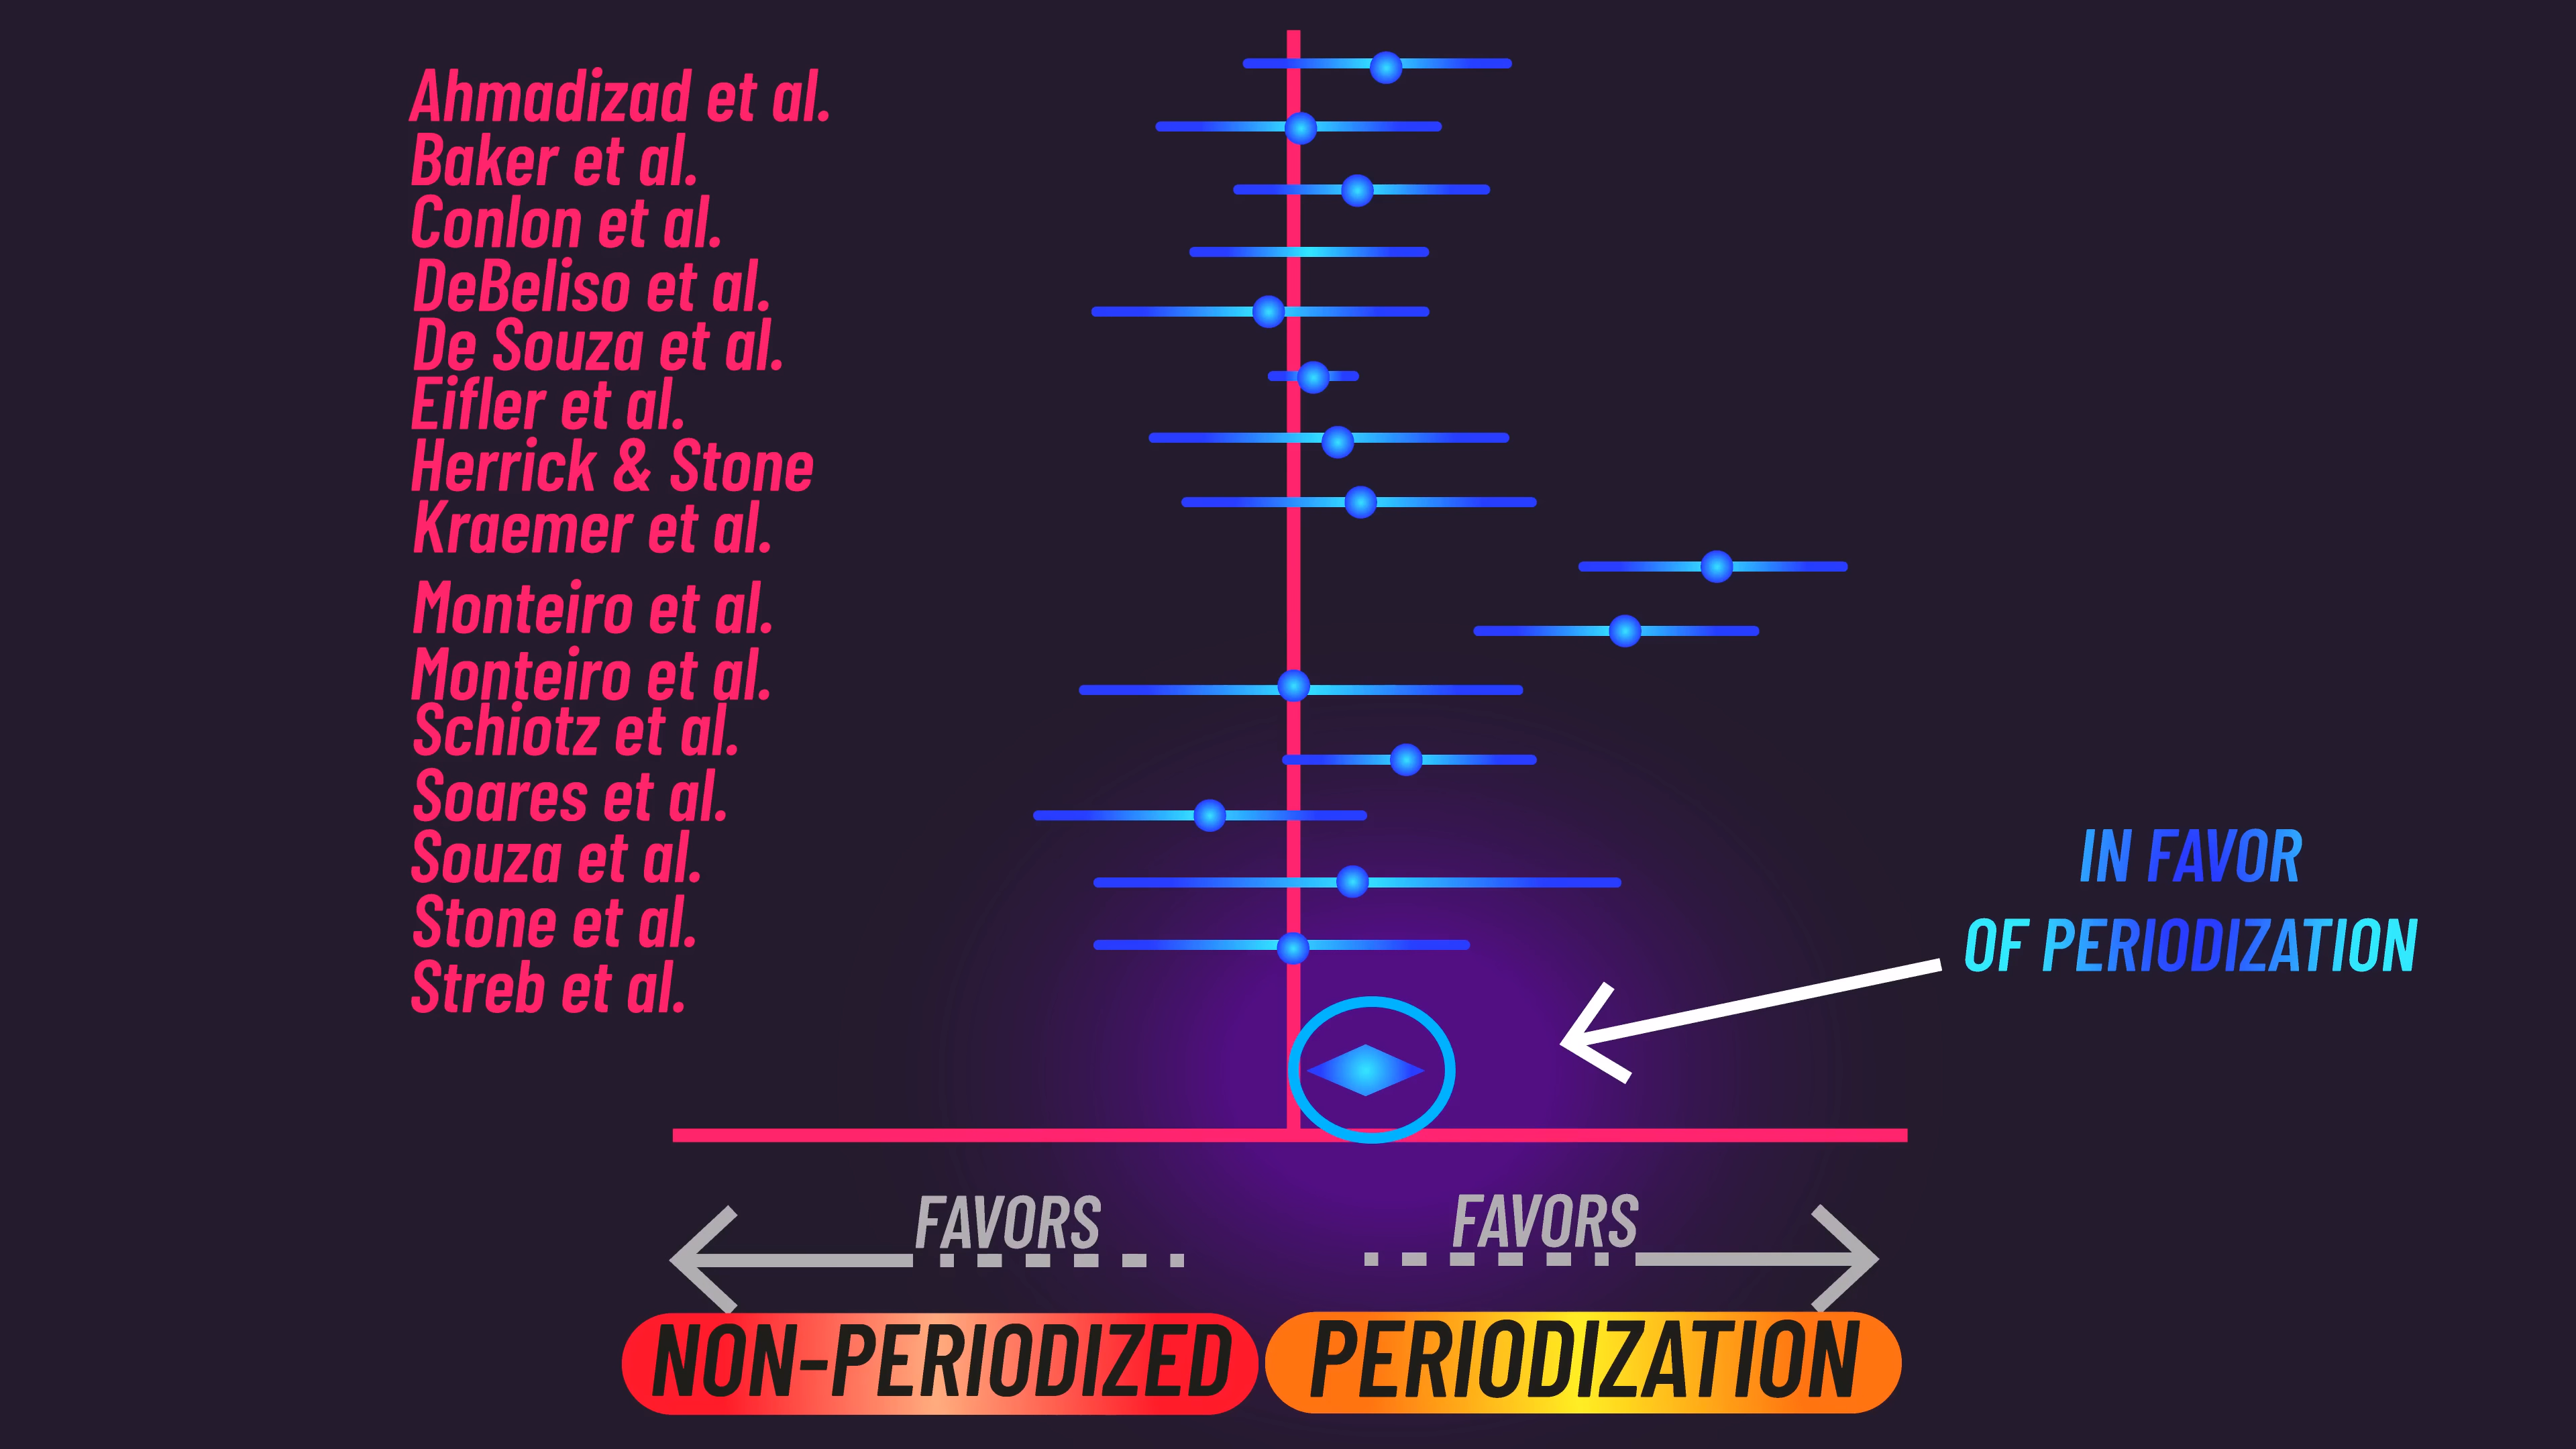 Ahmadizad et al.
Baker et al.
Conlon et al.
DeBeliso et al.
De Souza et al.
Eifler et al.
Herrick & Stone
Kraemer et al.
Monteiro et al.
Monteiro et al.
Schiotz et al.
Soares et al.
Souza et al.
Stone et al.
Streb et al.
IN FAVOR
OF PERIODIZATION
FAVORS
FAVORS
NON-PERIODIZED
PERIODIZATION